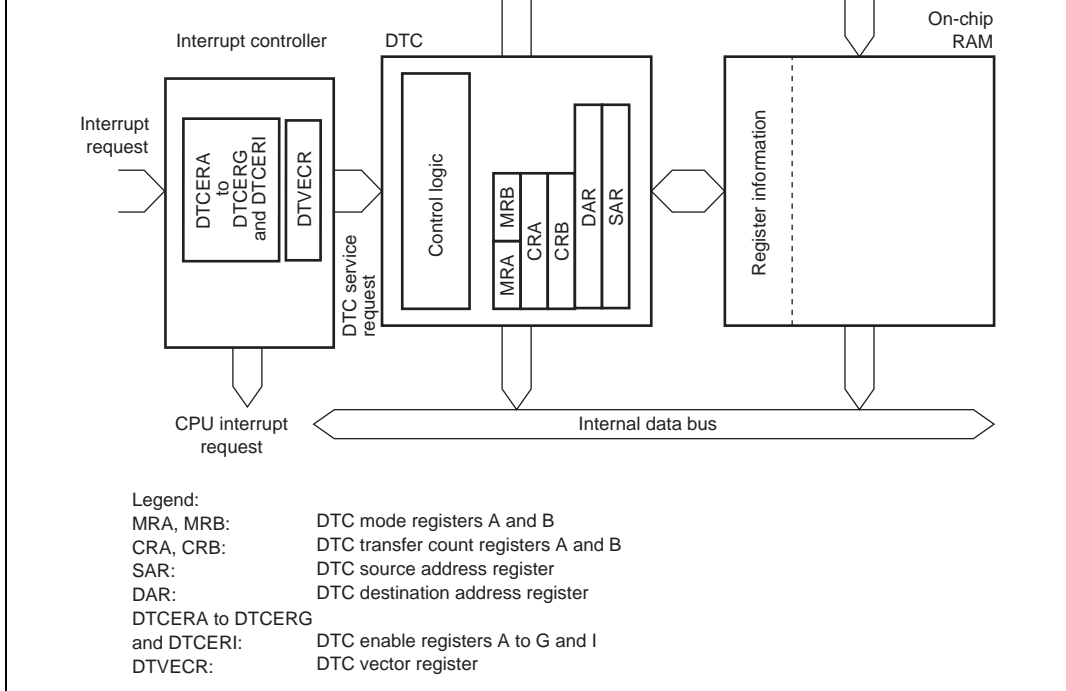 On-chip
RAM
Interrupt controller
DTC
Interrupt
request
DTCERA
to
DTCERG
and DTCERI
DTVECR
DTC service
request
Control logic
MRA
MRB
CRA
CRB
DAR
SAR
Register information
CPU interrupt
request
Internal data bus
Legend:
MRA, MRB: DTC mode registers A and B
CRA, CRB: DTC transfer count registers A and B
SAR: DTC source address register
DAR: DTC destination address register
DTCERA to DTCERG
and DTCERI: DTC enable registers A to G and I
DTVECR: DTC vector register